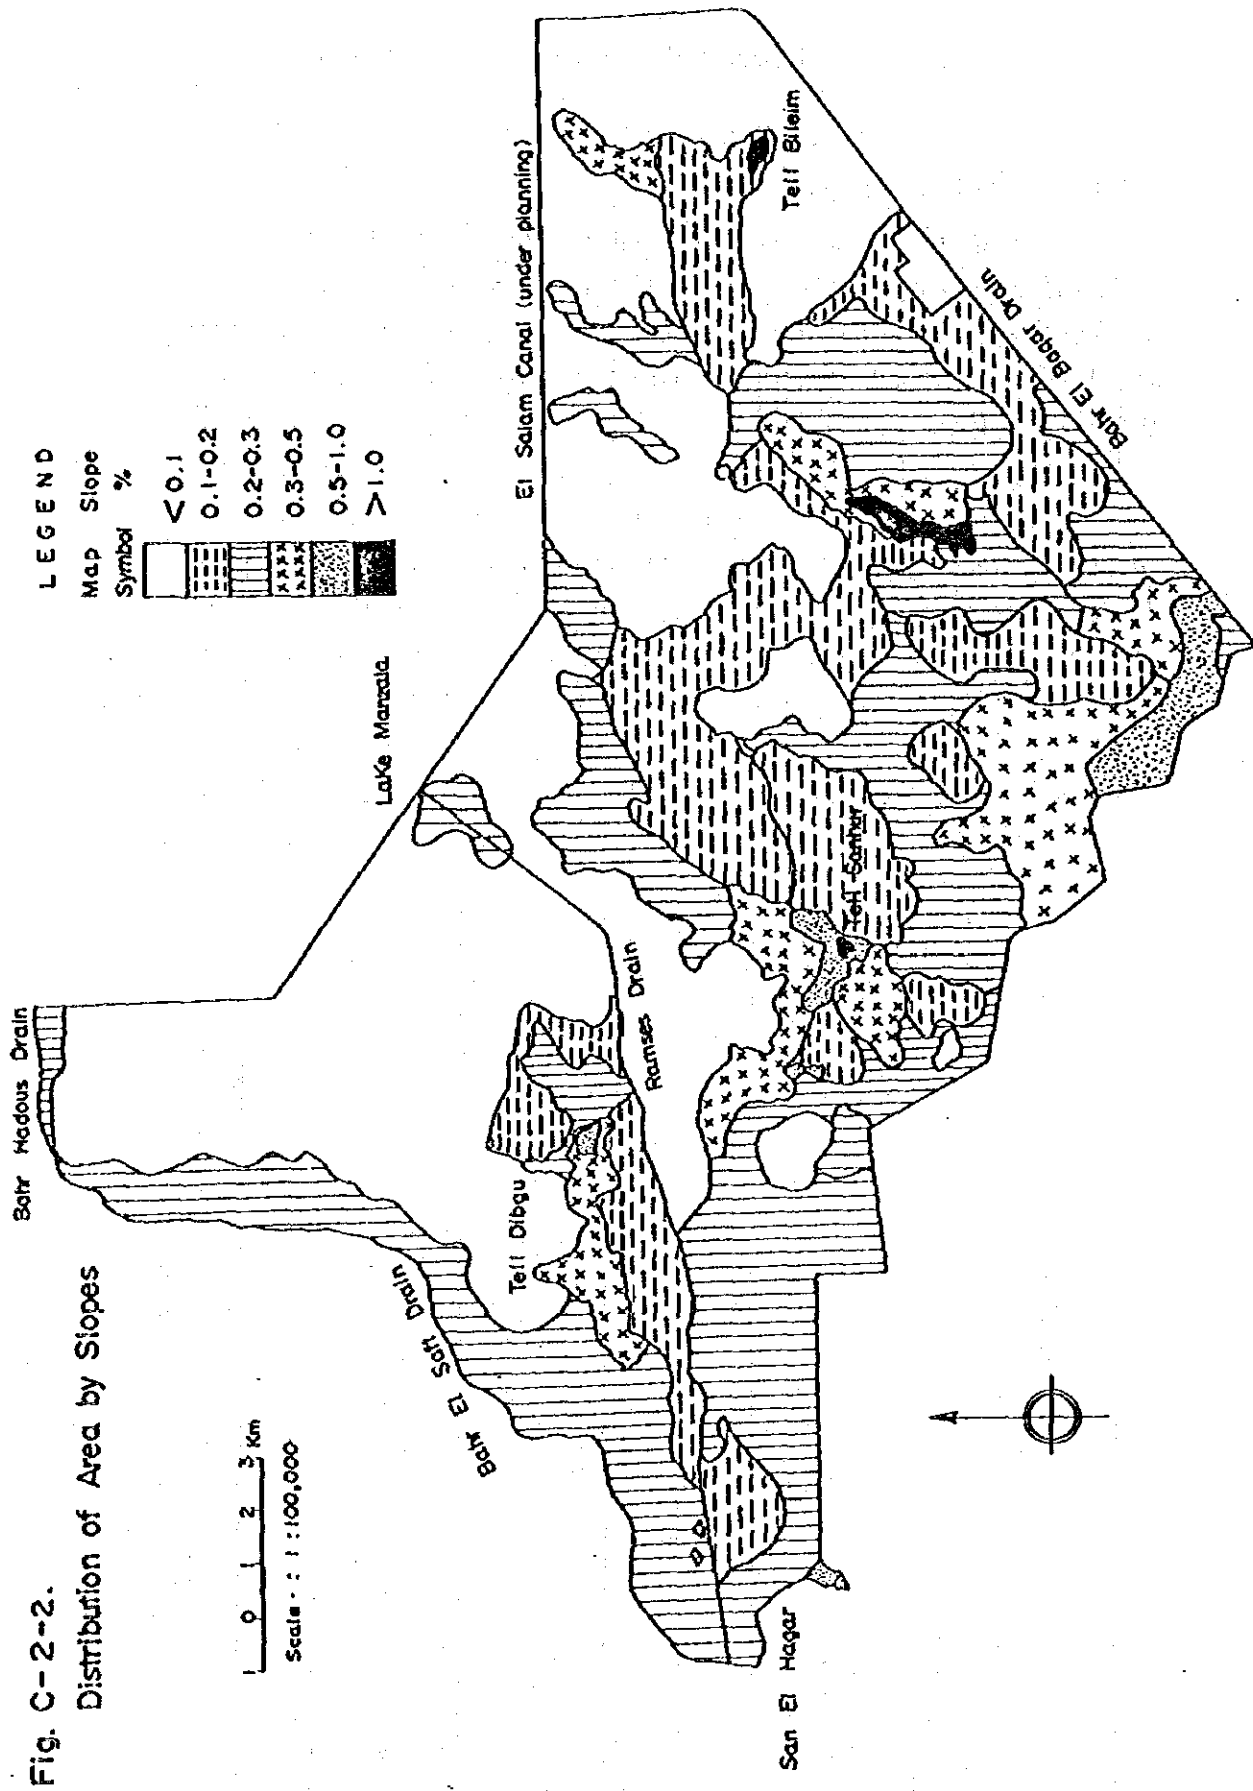 Fig. C-2-2.
Distribution of Area by Slopes
1 0 1 2 3 Km
Scale - : 1 : 100,000
LEGEND
Map Slope
Symbol %
<0.1
0.1-0.2
0.2-0.3
0.3-0.5
0.5-1.0
>1.0
Bahr Hadous Drain
Lake Manzala
El Salam Canal (under planning)
Bahr El Saft Drain
Tell Dibgu
Ramses Drain
Tell Bileim
Bahr El Baqar Drain
San El Hagar